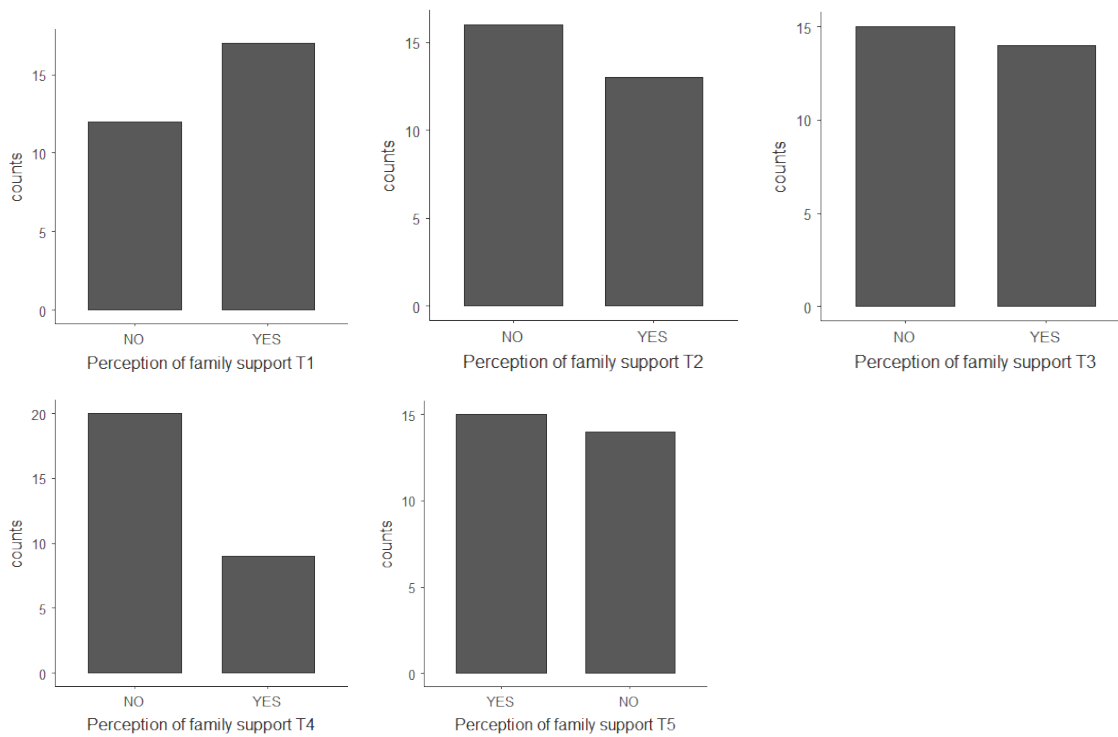 counts
15
10
5
0
NO YES
Perception of family support T1
counts
15
10
5
0
NO YES
Perception of family support T2
counts
15
10
5
0
NO YES
Perception of family support T3
counts
20
15
10
5
0
NO YES
Perception of family support T4
counts
15
10
5
0
YES NO
Perception of family support T5